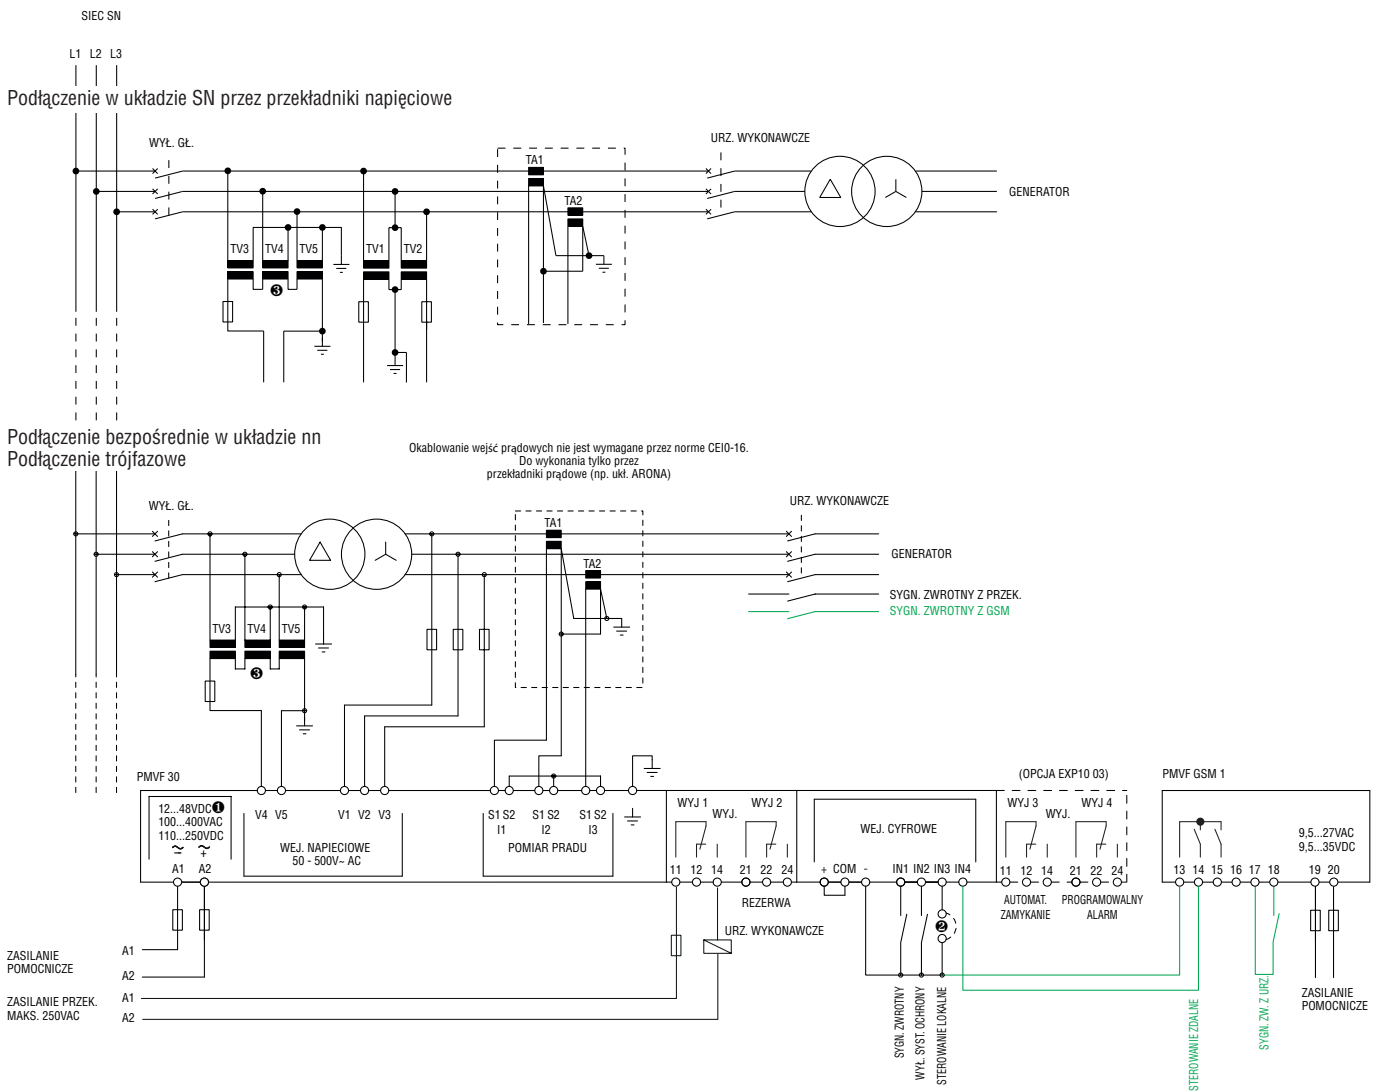 SIEC SN
L1 L2 L3
Podłączenie w układzie SN przez przekładniki napięciowe
WYŁ. GŁ.
URZ. WYKONAWCZE
TA1
TA2
GENERATOR
TV3 TV4 TV5
TV1 TV2
❸
Podłączenie bezpośrednie w układzie nn
Podłączenie trójfazowe
Okablowanie wejść prądowych nie jest wymagane przez norme CEI0-16.
Do wykonania tylko przez
przekładniki prądowe (np. ukł. ARONA)
WYŁ. GŁ.
URZ. WYKONAWCZE
TA1
TA2
GENERATOR
SYGN. ZWROTNY Z PRZEK.
SYGN. ZWROTNY Z GSM
TV3 TV4 TV5
❸
PMVF 30
(OPCJA EXP10 03)
PMVF GSM 1
12...48VDC❶
100...400VAC
110...250VDC
A1 A2
V4 V5
V1 V2 V3
WEJ. NAPIECIOWE
50 - 500V~ AC
S1 S2 S1 S2 S1 S2
I1 I2 I3
POMIAR PRADU
WYJ 1 WYJ 2
WYJ.
11 12 14 21 22 24
REZERWA
WEJ. CYFROWE
+ COM - IN1 IN2 IN3 IN4
WYJ 3 WYJ 4
WYJ.
11 12 14 21 22 24
AUTOMAT.
ZAMYKANIE
PROGRAMOWALNY
ALARM
9,5...27VAC
9,5...35VDC
13 14 15 16 17 18 19 20
❷
URZ. WYKONAWCZE
ZASILANIE
POMOCNICZE
A1
A2
ZASILANIE PRZEK.
MAKS. 250VAC
A1
A2
SYGN. ZWROTNY
WYŁ. SYST. OCHRONY
STEROWANIE LOKALNE
STEROWANIE ZDALNE
SYGN. ZW. Z URZ.
ZASILANIE
POMOCNICZE